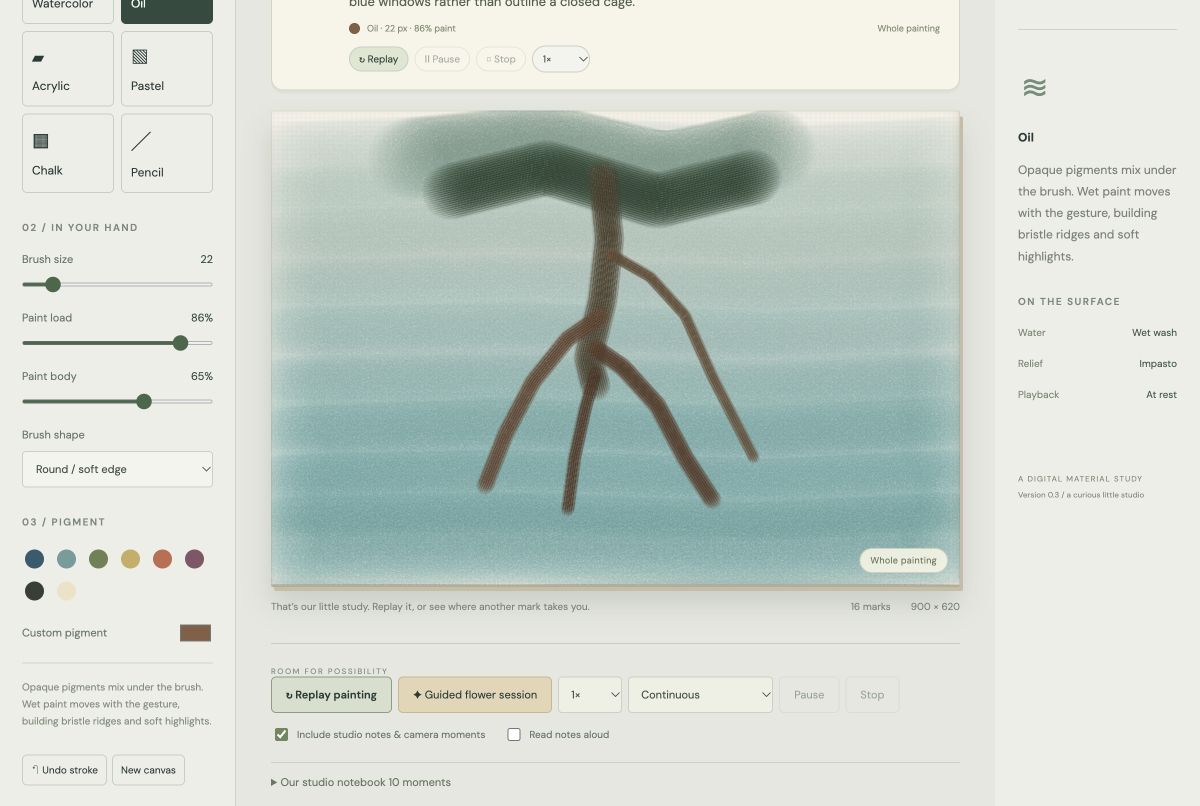 Watercolor
Oil
Acrylic
Pastel
Chalk
Pencil
02 / IN YOUR HAND
Brush size 22
Paint load 86%
Paint body 65%
Brush shape
Round / soft edge
03 / PIGMENT
Custom pigment
Opaque pigments mix under the brush.
Wet paint moves with the gesture,
building bristle ridges and soft highlights.
Undo stroke New canvas
blue windows rather than outline a closed cage.
Oil · 22 px · 86% paint Whole painting
↻ Replay II Pause Stop 1×
Whole painting
That's our little study. Replay it, or see where another mark takes you. 16 marks 900 × 620
ROOM FOR POSSIBILITY
↻ Replay painting ✦ Guided flower session 1× Continuous Pause Stop
Include studio notes & camera moments Read notes aloud
▶ Our studio notebook 10 moments
Oil
Opaque pigments mix under
the brush. Wet paint moves
with the gesture, building
bristle ridges and soft
highlights.
ON THE SURFACE
Water Wet wash
Relief Impasto
Playback At rest
A DIGITAL MATERIAL STUDY
Version 0.3 / a curious little studio